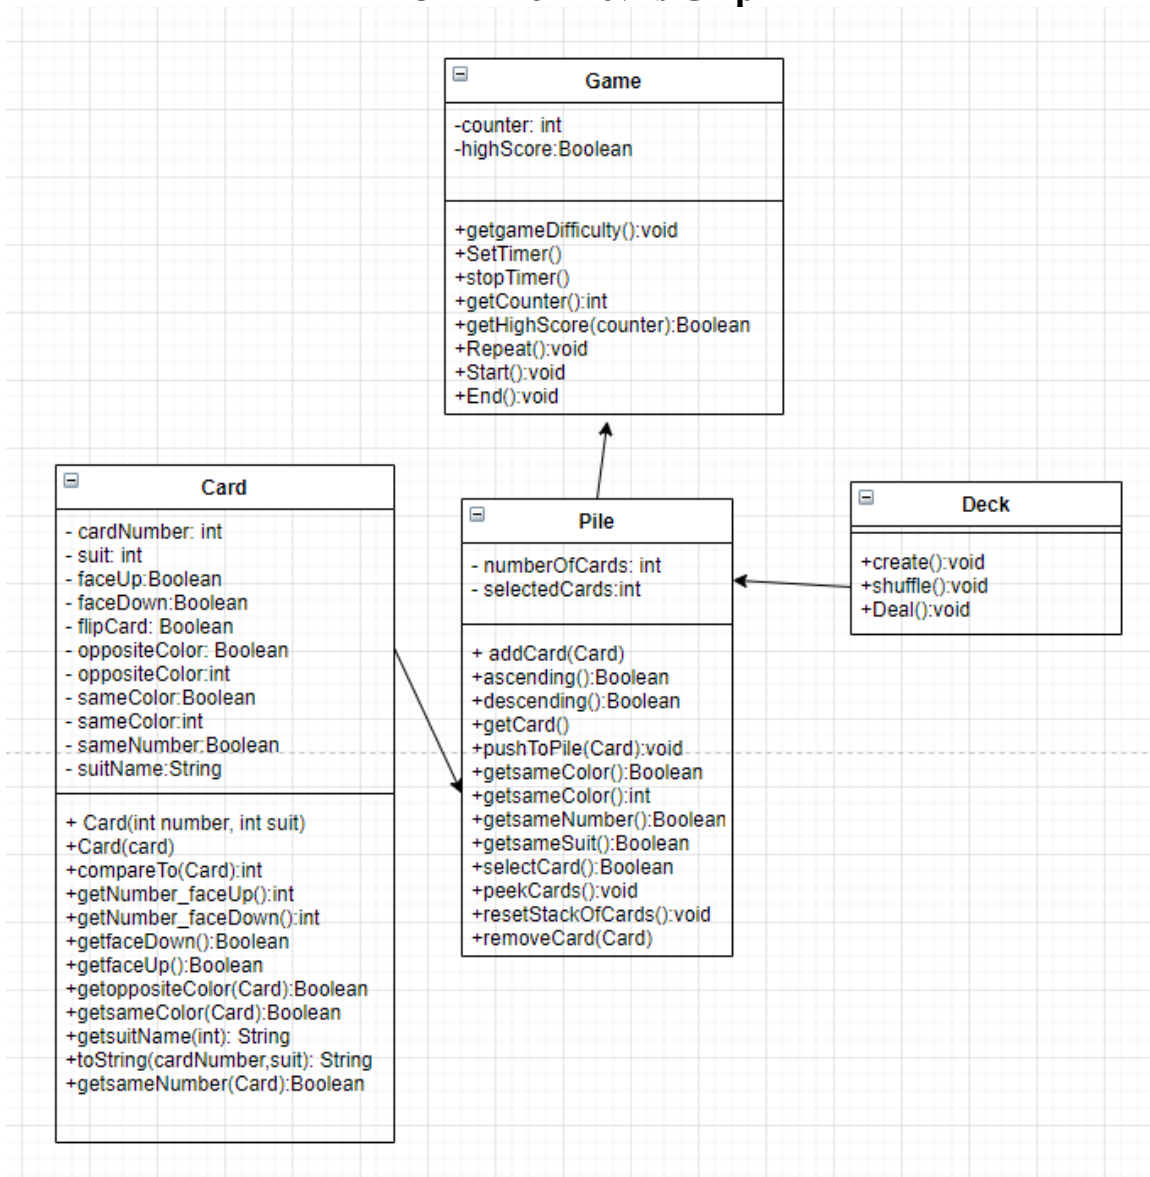 Game
-counter: int
-highScore:Boolean
+getgameDifficulty():void
+SetTimer()
+stopTimer()
+getCounter():int
+getHighScore(counter):Boolean
+Repeat():void
+Start():void
+End():void
Card
- cardNumber: int
- suit: int
- faceUp:Boolean
- faceDown:Boolean
- flipCard: Boolean
- oppositeColor: Boolean
- oppositeColor:int
- sameColor:Boolean
- sameColor:int
- sameNumber:Boolean
- suitName:String
+ Card(int number, int suit)
+Card(card)
+compareTo(Card):int
+getNumber_faceUp():int
+getNumber_faceDown():int
+getfaceDown():Boolean
+getfaceUp():Boolean
+getoppositeColor(Card):Boolean
+getsameColor(Card):Boolean
+getsuitName(int): String
+toString(cardNumber,suit): String
+getsameNumber(Card):Boolean
Pile
- numberOfCards: int
- selectedCards:int
+ addCard(Card)
+ascending():Boolean
+descending():Boolean
+getCard()
+pushToPile(Card):void
+getsameColor():Boolean
+getsameColor():int
+getsameNumber():Boolean
+getsameSuit():Boolean
+selectCard():Boolean
+peekCards():void
+resetStackOfCards():void
+removeCard(Card)
Deck
+create():void
+shuffle():void
+Deal():void